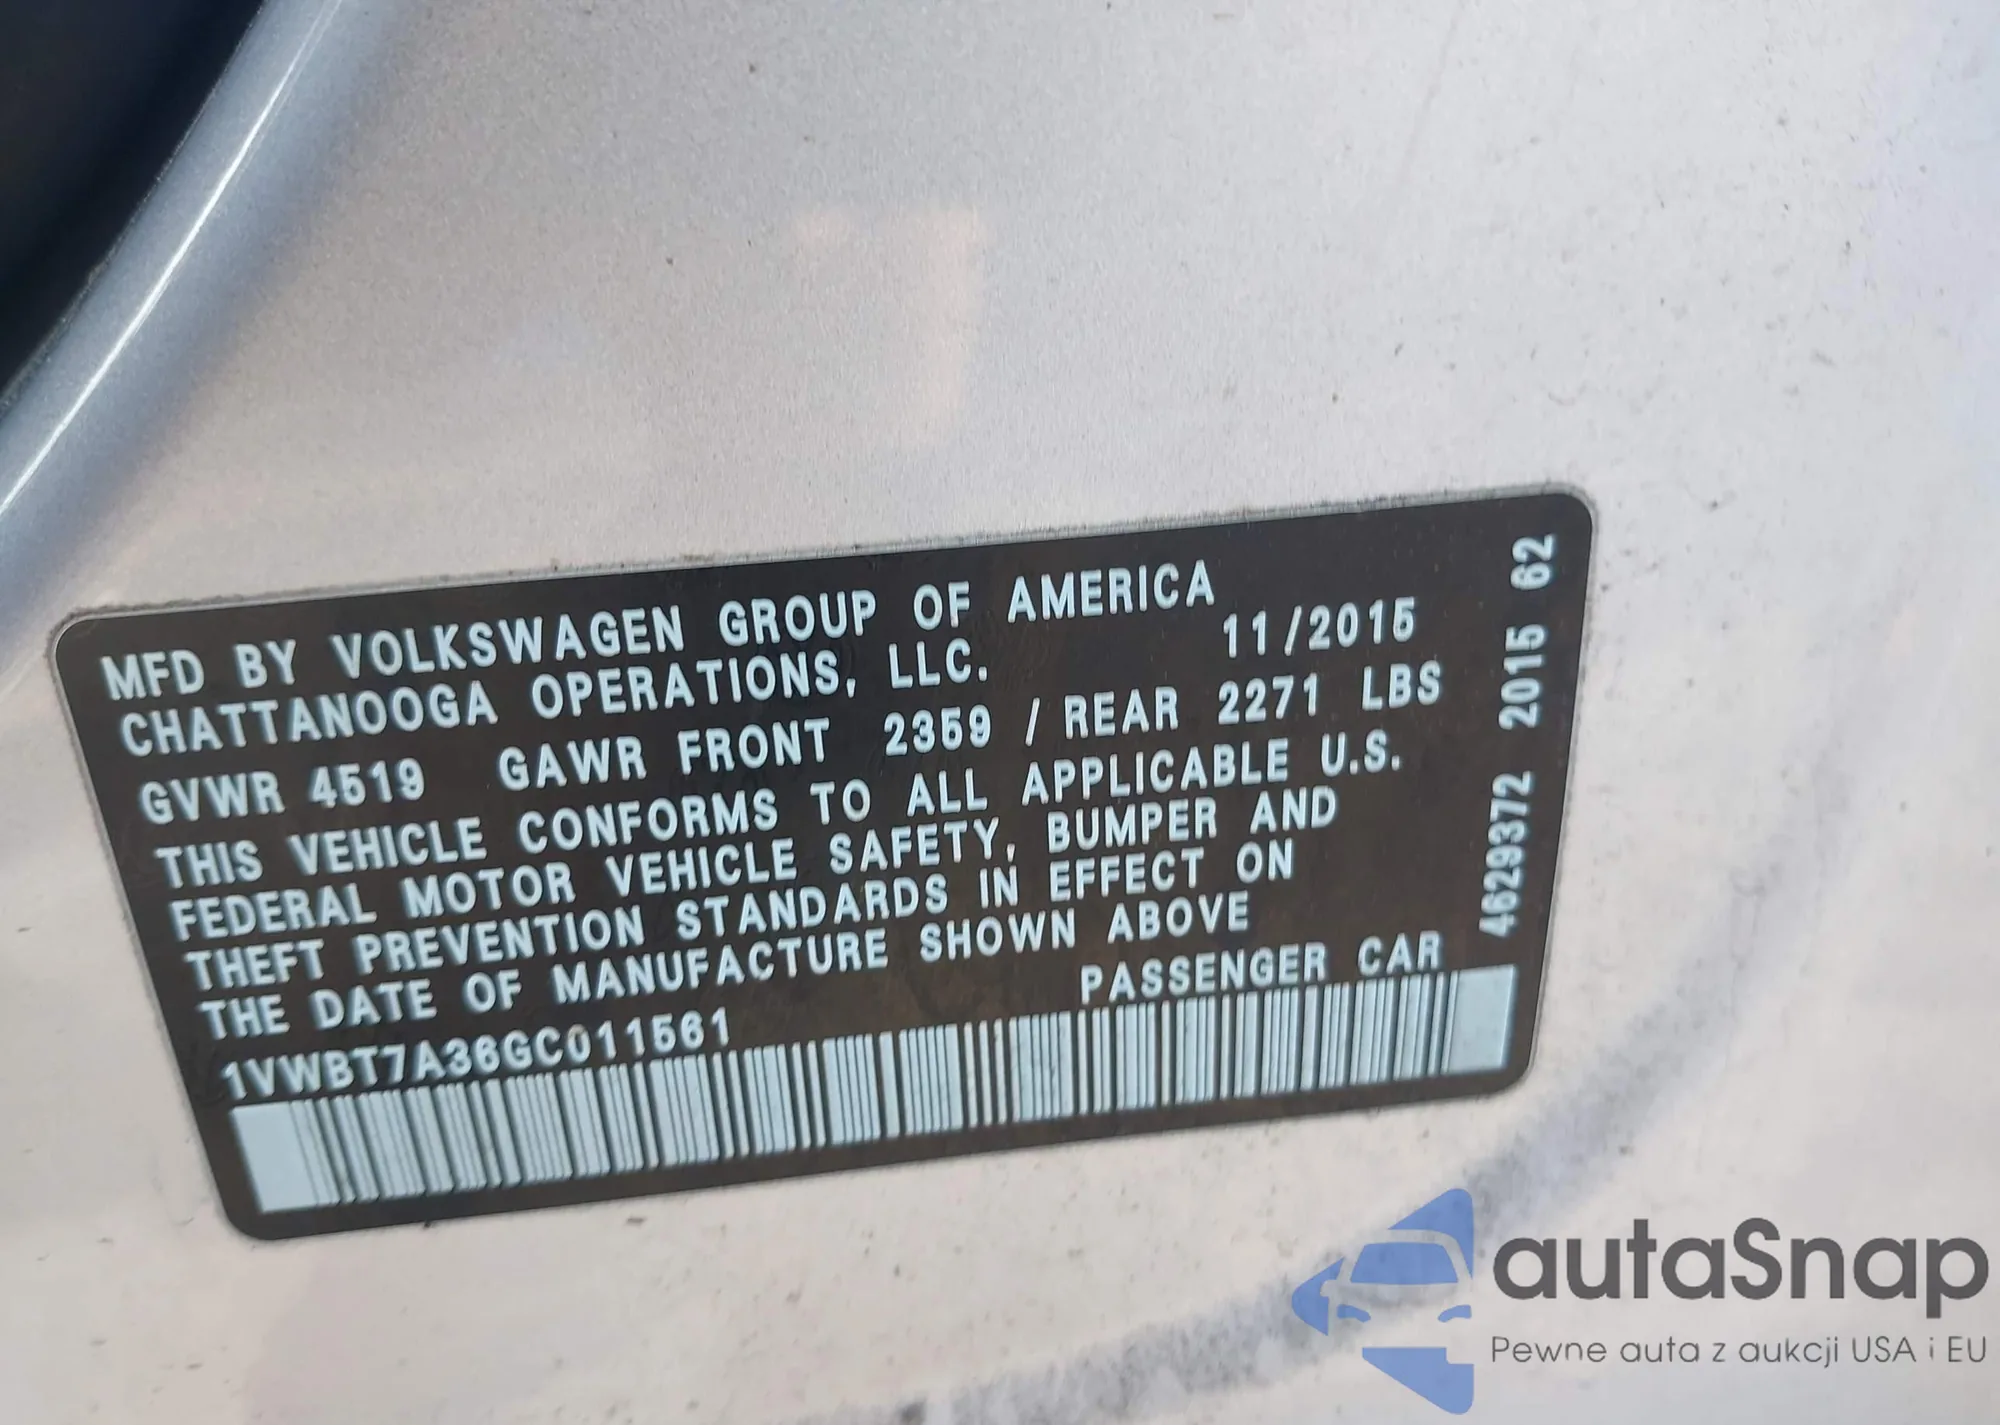 MFD BY VOLKSWAGEN GROUP OF AMERICA
CHATTANOOGA OPERATIONS, LLC. 11/2015
GVWR 4519 GAWR FRONT 2359 / REAR 2271 LBS
THIS VEHICLE CONFORMS TO ALL APPLICABLE U.S.
FEDERAL MOTOR VEHICLE SAFETY, BUMPER AND
THEFT PREVENTION STANDARDS IN EFFECT ON
THE DATE OF MANUFACTURE SHOWN ABOVE
1VWBT7A36GC011561 PASSENGER CAR
4629372 2015 62
autaSnap
Pewne auta z aukcji USA i EU